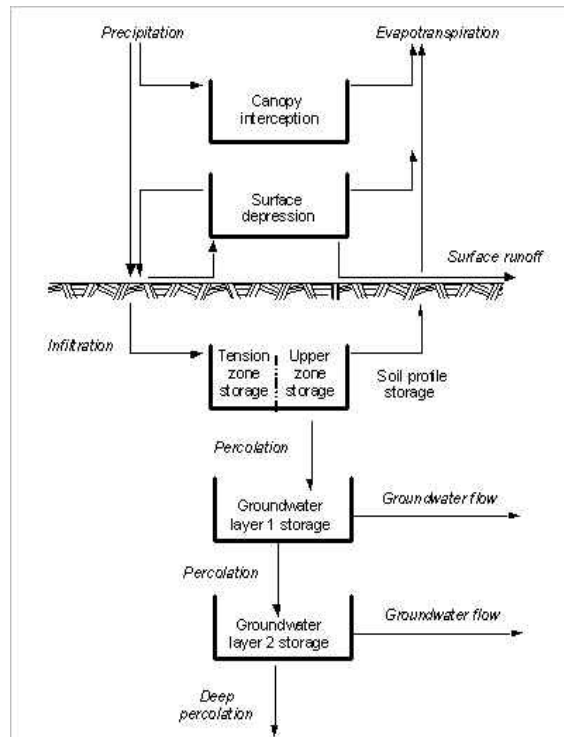 Precipitation
Evapotranspiration
Canopy
interception
Surface
depression
Surface runoff
Infiltration
Tension
zone
storage
Upper
zone
storage
Soil profile
storage
Percolation
Groundwater
layer 1 storage
Groundwater flow
Percolation
Groundwater
layer 2 storage
Groundwater flow
Deep
percolation